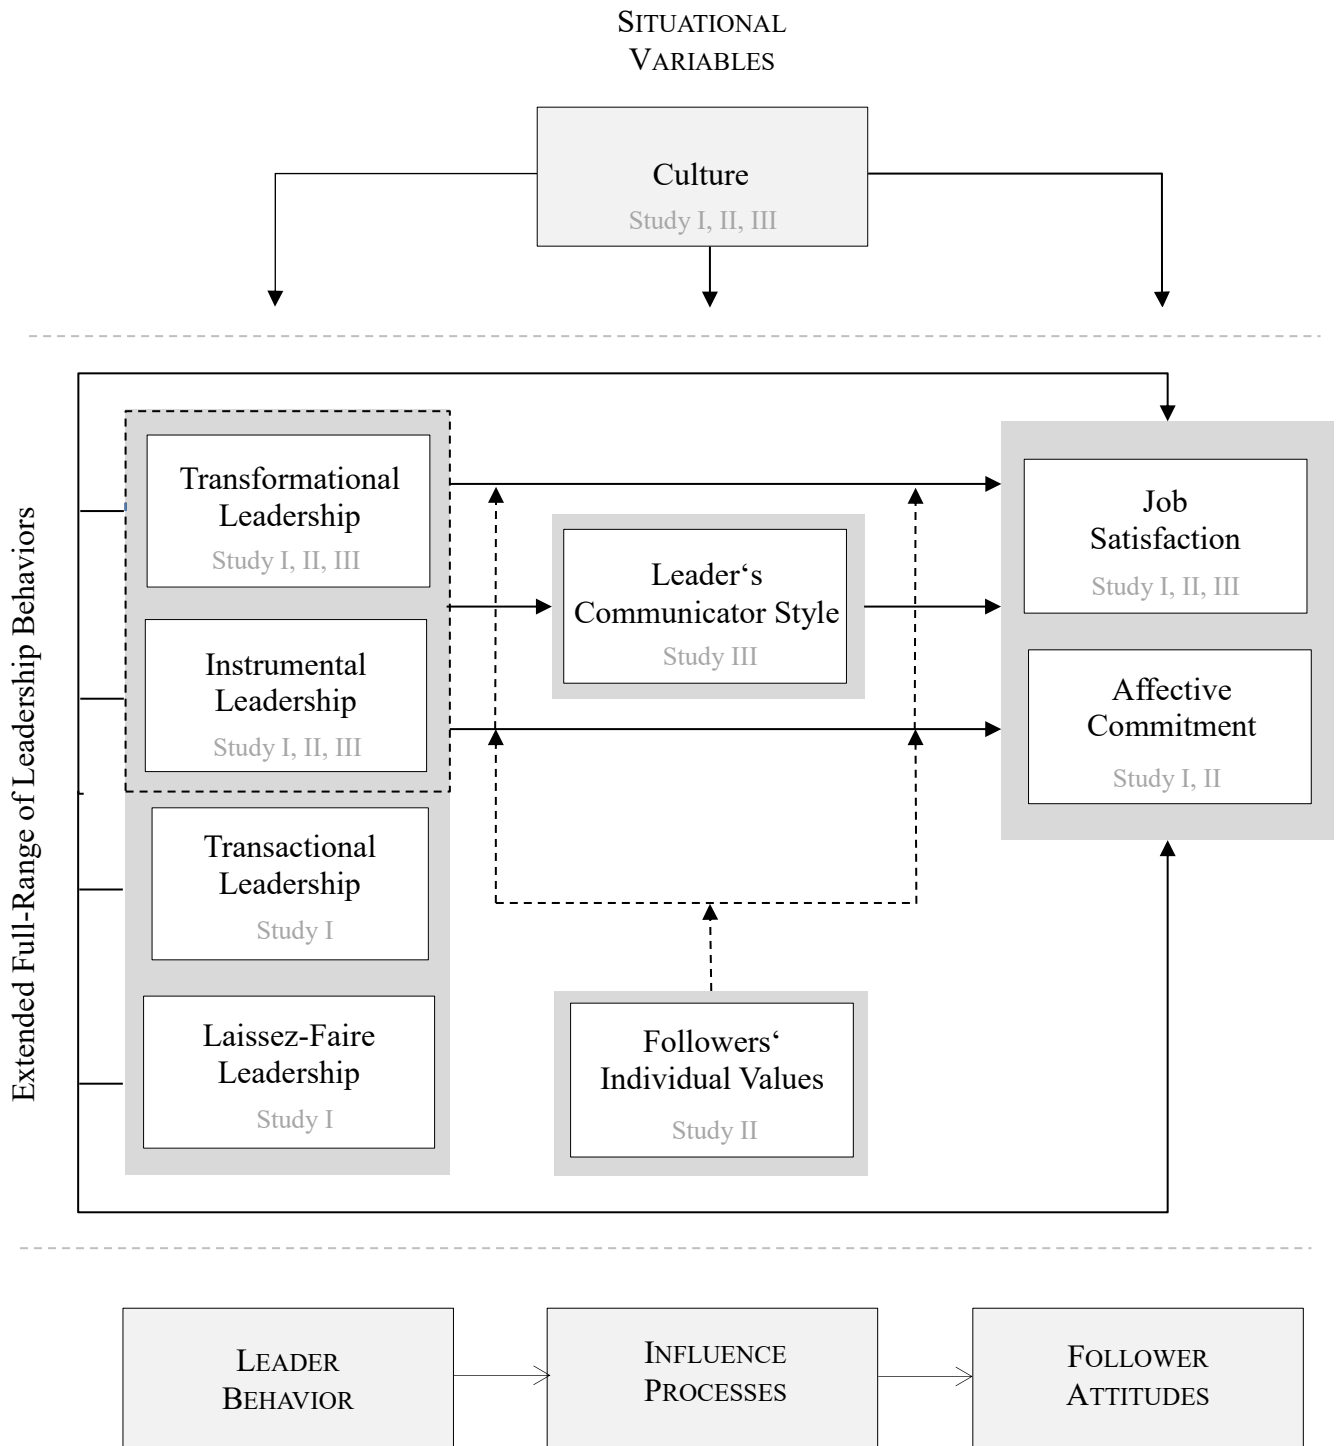 SITUATIONAL
VARIABLES
Culture
Study I, II, III
Extended Full-Range of Leadership Behaviors
Transformational
Leadership
Study I, II, III
Instrumental
Leadership
Study I, II, III
Transactional
Leadership
Study I
Laissez-Faire
Leadership
Study I
Leader‘s
Communicator Style
Study III
Followers‘
Individual Values
Study II
Job
Satisfaction
Study I, II, III
Affective
Commitment
Study I, II
LEADER
BEHAVIOR
INFLUENCE
PROCESSES
FOLLOWER
ATTITUDES